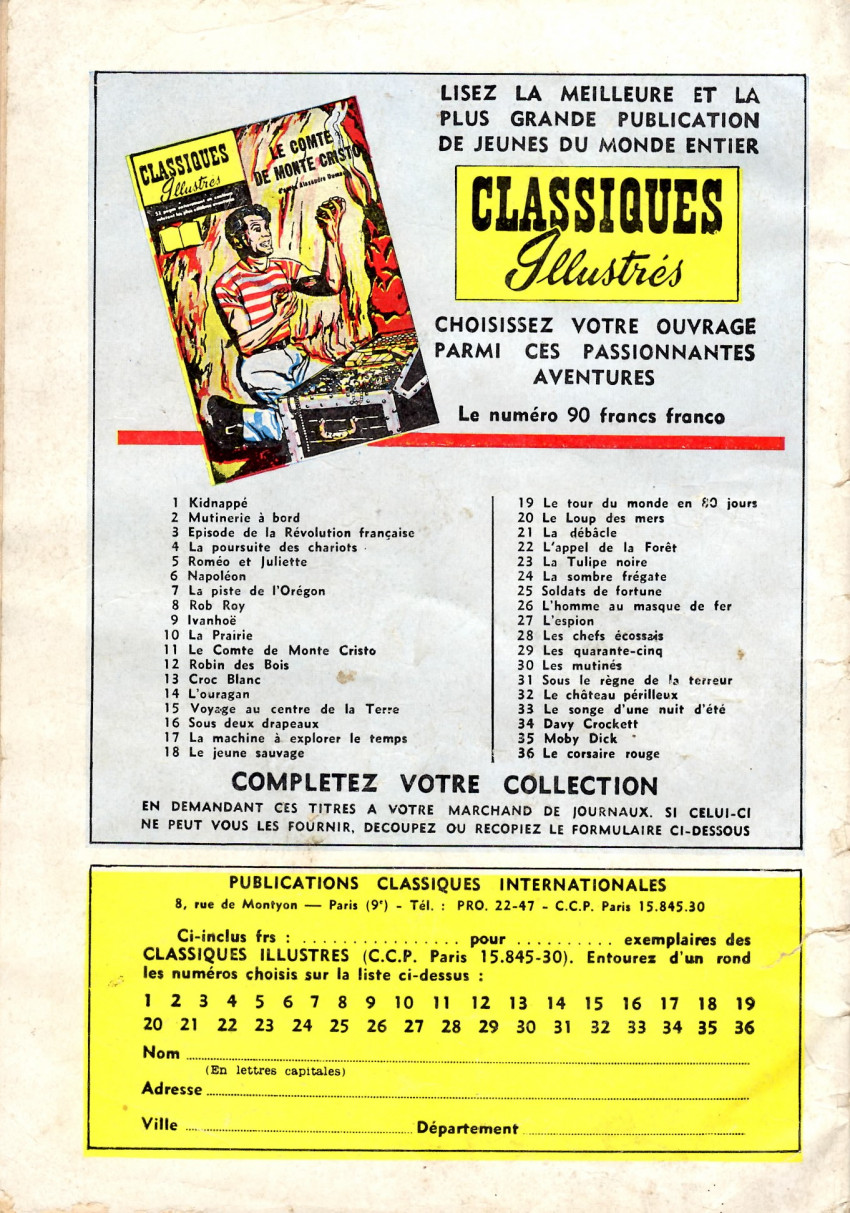 LISEZ LA MEILLEURE ET LA
PLUS GRANDE PUBLICATION
DE JEUNES DU MONDE ENTIER
CLASSIQUES
Illustrés
LE COMTE
DE MONTE CRISTO
d'après Alexandre Dumas
CLASSIQUES
Illustrés
CHOISISSEZ VOTRE OUVRAGE
PARMI CES PASSIONNANTES
AVENTURES
Le numéro 90 francs franco
1 Kidnappé
2 Mutinerie à bord
3 Episode de la Révolution française
4 La poursuite des chariots
5 Roméo et Juliette
6 Napoléon
7 La piste de l'Orégon
8 Rob Roy
9 Ivanhoë
10 La Prairie
11 Le Comte de Monte Cristo
12 Robin des Bois
13 Croc Blanc
14 L'ouragan
15 Voyage au centre de la Terre
16 Sous deux drapeaux
17 La machine à explorer le temps
18 Le jeune sauvage
19 Le tour du monde en 80 jours
20 Le Loup des mers
21 La débâcle
22 L'appel de la Forêt
23 La Tulipe noire
24 La sombre frégate
25 Soldats de fortune
26 L'homme au masque de fer
27 L'espion
28 Les chefs écossais
29 Les quarante-cinq
30 Les mutinés
31 Sous le règne de la terreur
32 Le château périlleux
33 Le songe d'une nuit d'été
34 Davy Crockett
35 Moby Dick
36 Le corsaire rouge
COMPLETEZ VOTRE COLLECTION
EN DEMANDANT CES TITRES A VOTRE MARCHAND DE JOURNAUX. SI CELUI-CI
NE PEUT VOUS LES FOURNIR, DECOUPEZ OU RECOPIEZ LE FORMULAIRE CI-DESSOUS
PUBLICATIONS CLASSIQUES INTERNATIONALES
8, rue de Montyon — Paris (9e) - Tél. : PRO. 22-47 - C.C.P. Paris 15.845.30
Ci-inclus frs : ................ pour .......... exemplaires des
CLASSIQUES ILLUSTRES (C.C.P. Paris 15.845-30). Entourez d'un rond
les numéros choisis sur la liste ci-dessus :
1 2 3 4 5 6 7 8 9 10 11 12 13 14 15 16 17 18 19
20 21 22 23 24 25 26 27 28 29 30 31 32 33 34 35 36
Nom
(En lettres capitales)
Adresse
Ville Département